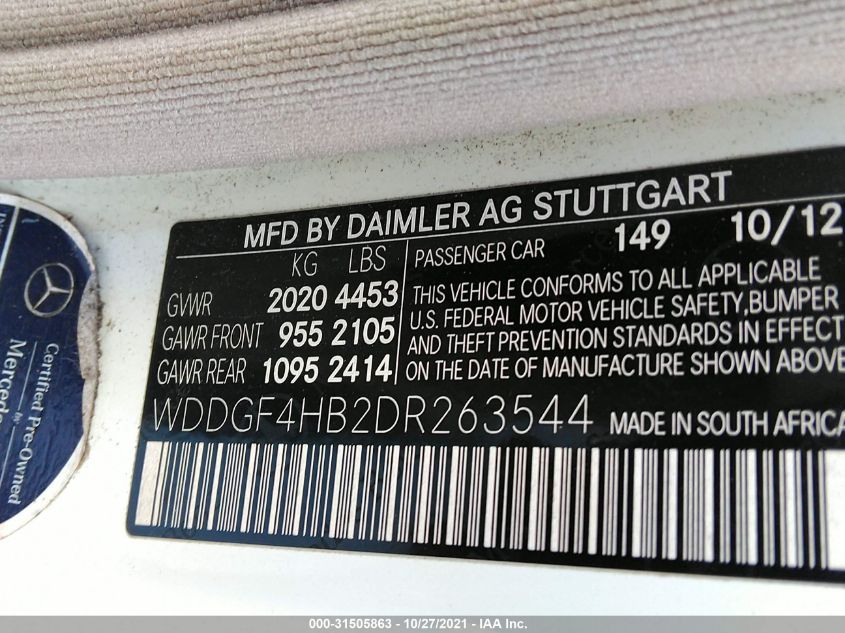 MFD BY DAIMLER AG STUTTGART
KG LBS
GVWR 2020 4453
GAWR FRONT 955 2105
GAWR REAR 1095 2414
PASSENGER CAR 149 10/12
THIS VEHICLE CONFORMS TO ALL APPLICABLE
U.S. FEDERAL MOTOR VEHICLE SAFETY, BUMPER
AND THEFT PREVENTION STANDARDS IN EFFECT
ON THE DATE OF MANUFACTURE SHOWN ABOVE
WDDGF4HB2DR263544 MADE IN SOUTH AFRICA
Certified Pre-Owned
by
Mercedes
000-31505863 - 10/27/2021 - IAA Inc.